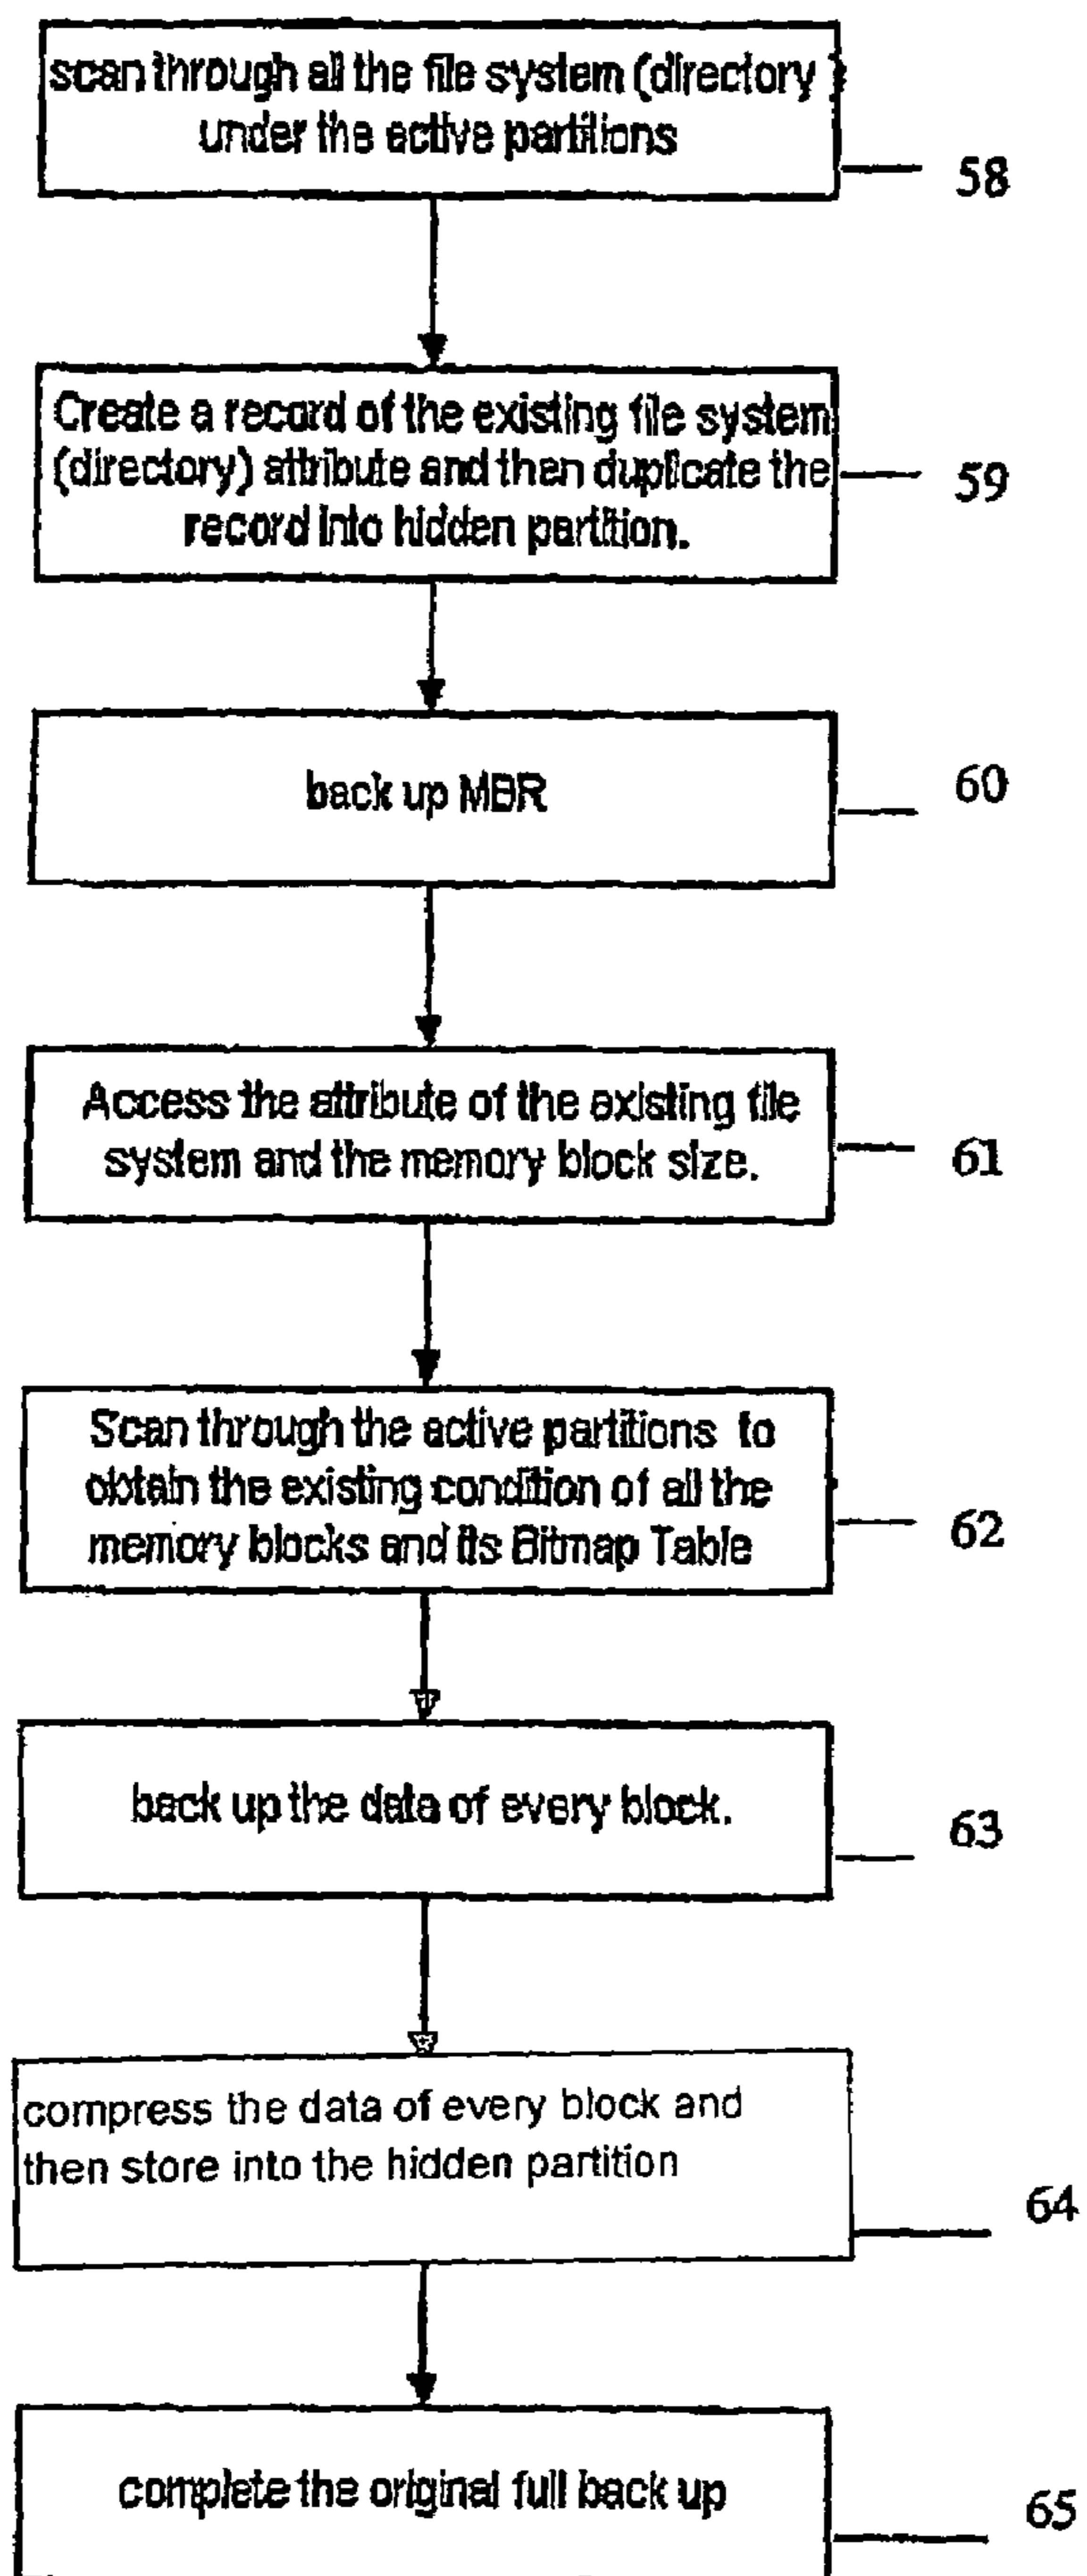 scan through all the file system (directory )
under the active partitions
58
Create a record of the existing file system
(directory) attribute and then duplicate the
record into hidden partition.
59
back up MBR
60
Access the attribute of the existing file
system and the memory block size.
61
Scan through the active partitions to
obtain the existing condition of all the
memory blocks and its Bitmap Table
62
back up the data of every block.
63
compress the data of every block and
then store into the hidden partition
64
complete the original full back up
65